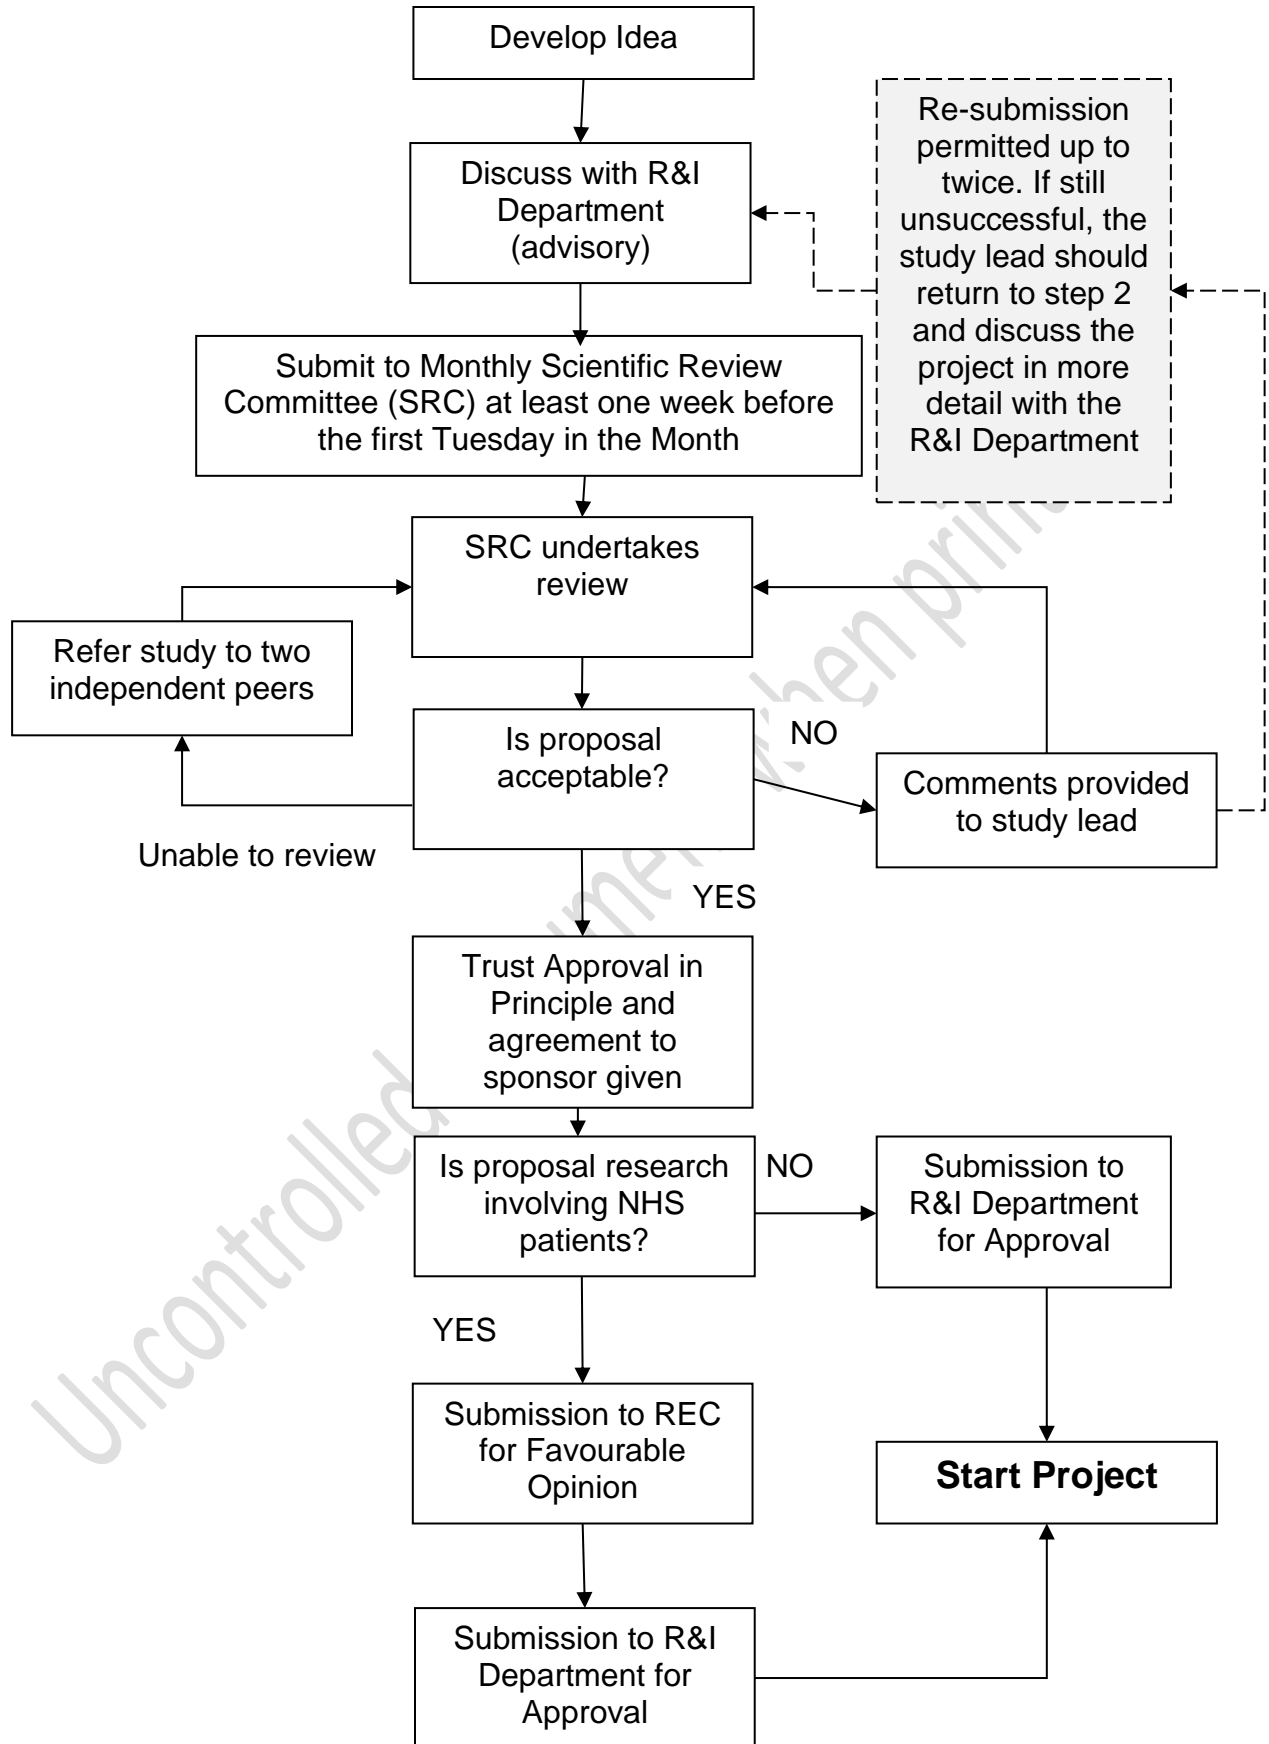 Develop Idea
Discuss with R&I
Department
(advisory)
Re-submission
permitted up to
twice. If still
unsuccessful, the
study lead should
return to step 2
and discuss the
project in more
detail with the
R&I Department
Submit to Monthly Scientific Review
Committee (SRC) at least one week before
the first Tuesday in the Month
SRC undertakes
review
Refer study to two
independent peers
Is proposal
acceptable?
NO
Comments provided
to study lead
Unable to review
YES
Trust Approval in
Principle and
agreement to
sponsor given
Is proposal research
involving NHS
patients?
NO
Submission to
R&I Department
for Approval
YES
Submission to REC
for Favourable
Opinion
Start Project
Submission to R&I
Department for
Approval
Uncontrolled